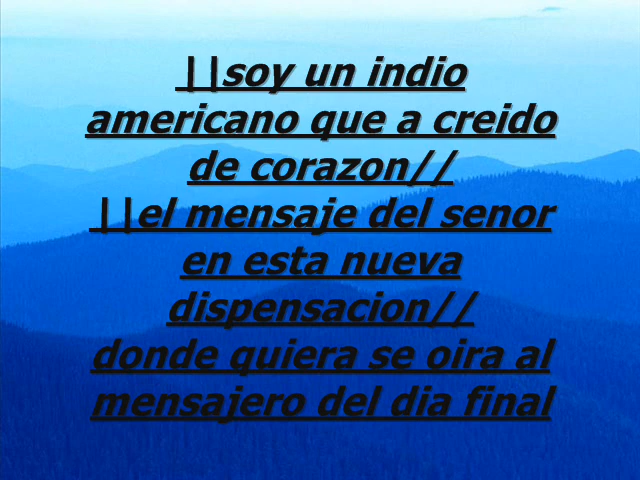 \\soy un indio
americano que a creido
de corazon//
\\el mensaje del senor
en esta nueva
dispensacion//
donde quiera se oira al
mensajero del dia final